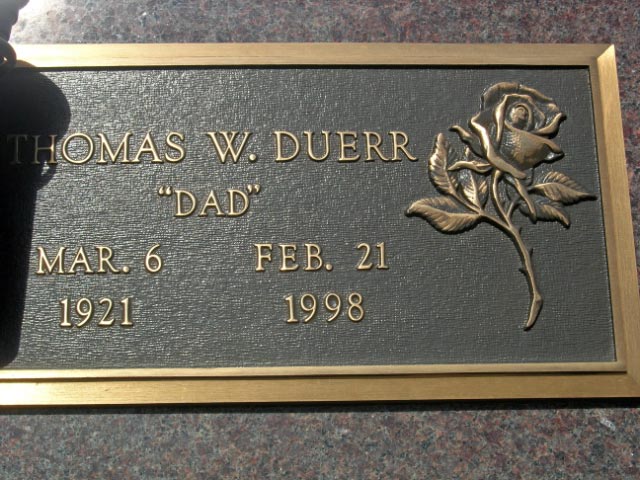 THOMAS W. DUERR
"DAD"
MAR. 6 FEB. 21
1921 1998